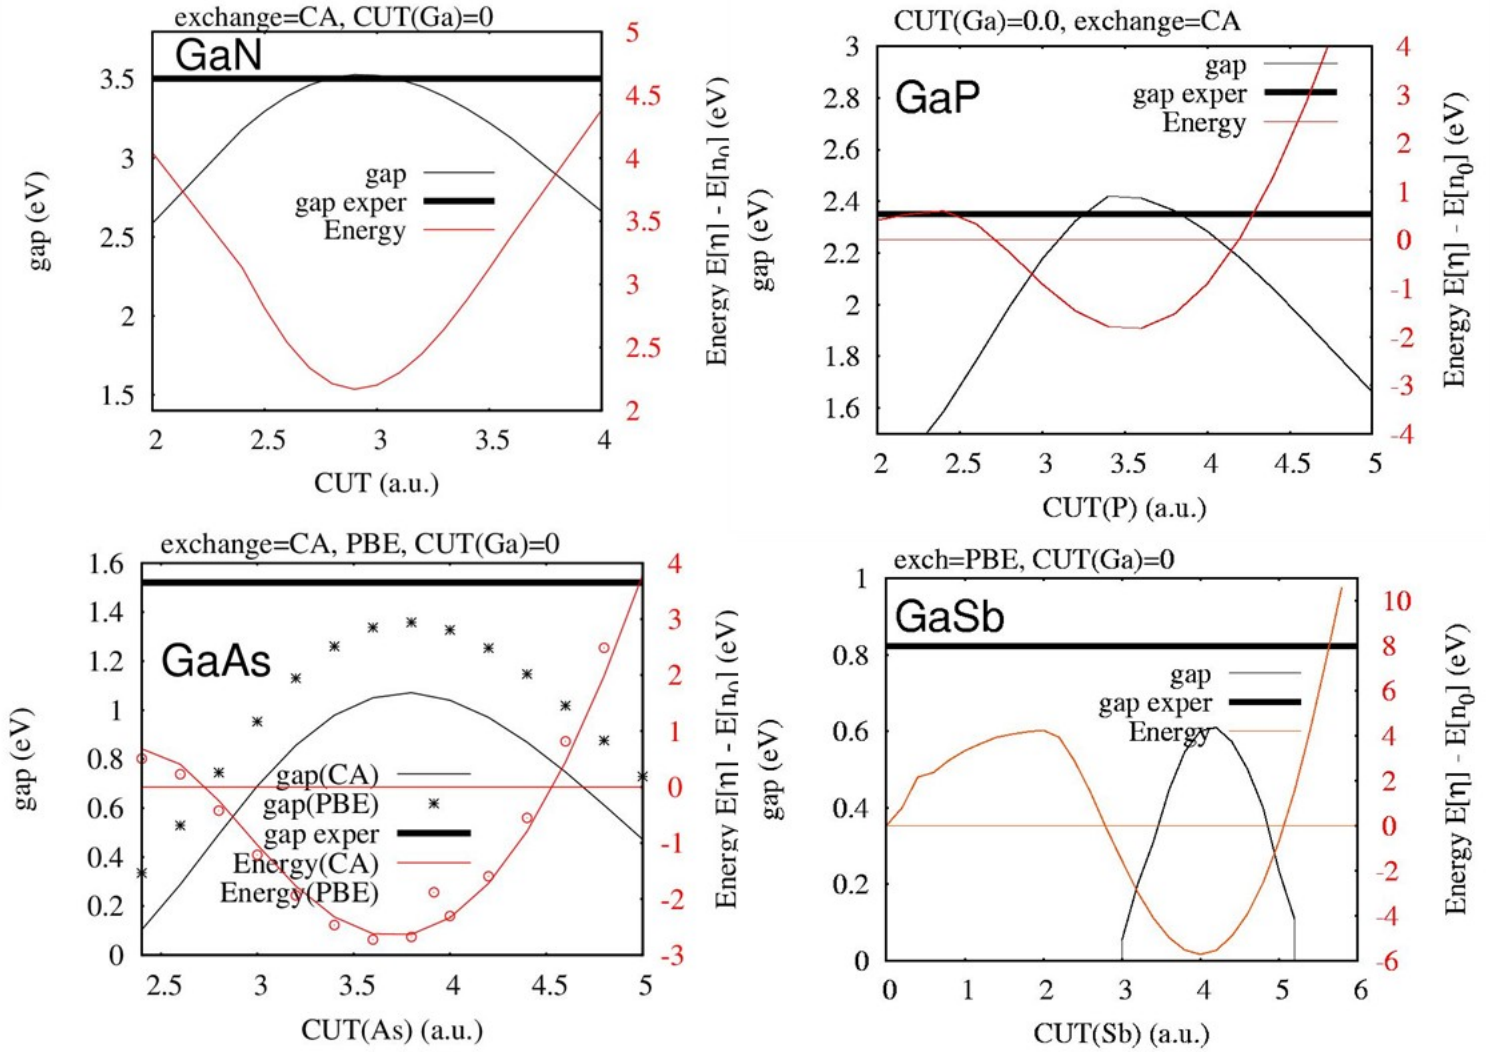 exchange=CA, CUT(Ga)=0
GaN
gap
gap exper
Energy
3.5
3
2.5
2
1.5
gap (eV)
5
4.5
4
3.5
3
2.5
2
Energy E[η] - E[n0] (eV)
2 2.5 3 3.5 4
CUT (a.u.)
CUT(Ga)=0.0, exchange=CA
GaP
gap
gap exper
Energy
3
2.8
2.6
2.4
2.2
2
1.8
1.6
gap (eV)
4
3
2
1
0
-1
-2
-3
-4
Energy E[η] - E[n0] (eV)
2 2.5 3 3.5 4 4.5 5
CUT(P) (a.u.)
exchange=CA, PBE, CUT(Ga)=0
GaAs
gap(CA)
gap(PBE)
gap exper
Energy(CA)
Energy(PBE)
1.6
1.4
1.2
1
0.8
0.6
0.4
0.2
0
gap (eV)
4
3
2
1
0
-1
-2
-3
Energy E[η] - E[n0] (eV)
2.5 3 3.5 4 4.5 5
CUT(As) (a.u.)
exch=PBE, CUT(Ga)=0
GaSb
gap
gap exper
Energy
1
0.8
0.6
0.4
0.2
0
gap (eV)
10
8
6
4
2
0
-2
-4
-6
Energy E[η] - E[n0] (eV)
0 1 2 3 4 5 6
CUT(Sb) (a.u.)